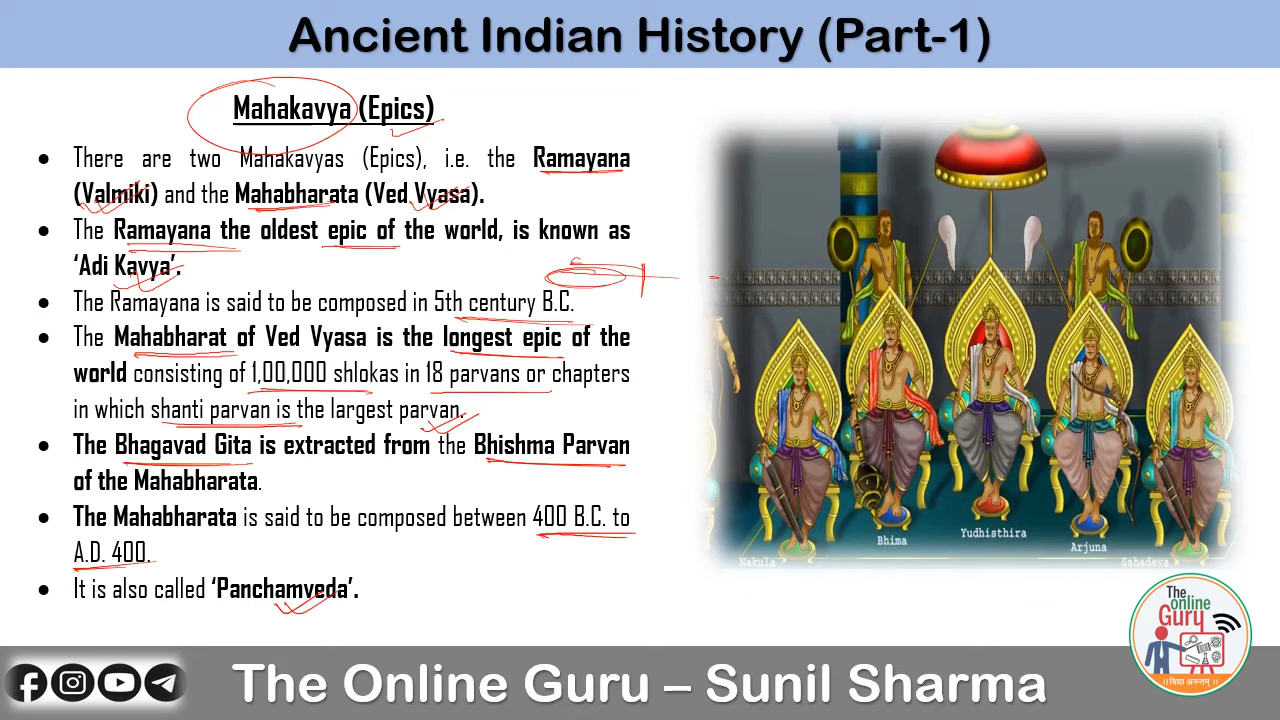 Ancient Indian History (Part-1)
Mahakavya (Epics)
• There are two Mahakavyas (Epics), i.e. the Ramayana
(Valmiki) and the Mahabharata (Ved Vyasa).
• The Ramayana the oldest epic of the world, is known as
‘Adi Kavya’.
• The Ramayana is said to be composed in 5th century B.C.
• The Mahabharat of Ved Vyasa is the longest epic of the
world consisting of 1,00,000 shlokas in 18 parvans or chapters
in which shanti parvan is the largest parvan.
• The Bhagavad Gita is extracted from the Bhishma Parvan
of the Mahabharata.
• The Mahabharata is said to be composed between 400 B.C. to
A.D. 400.
• It is also called ‘Panchamveda’.
Nakula
Bhima
Yudhisthira
Arjuna
Sahadeva
The
Online
Guru
।। विद्या अनन्तम् ।।
The Online Guru – Sunil Sharma